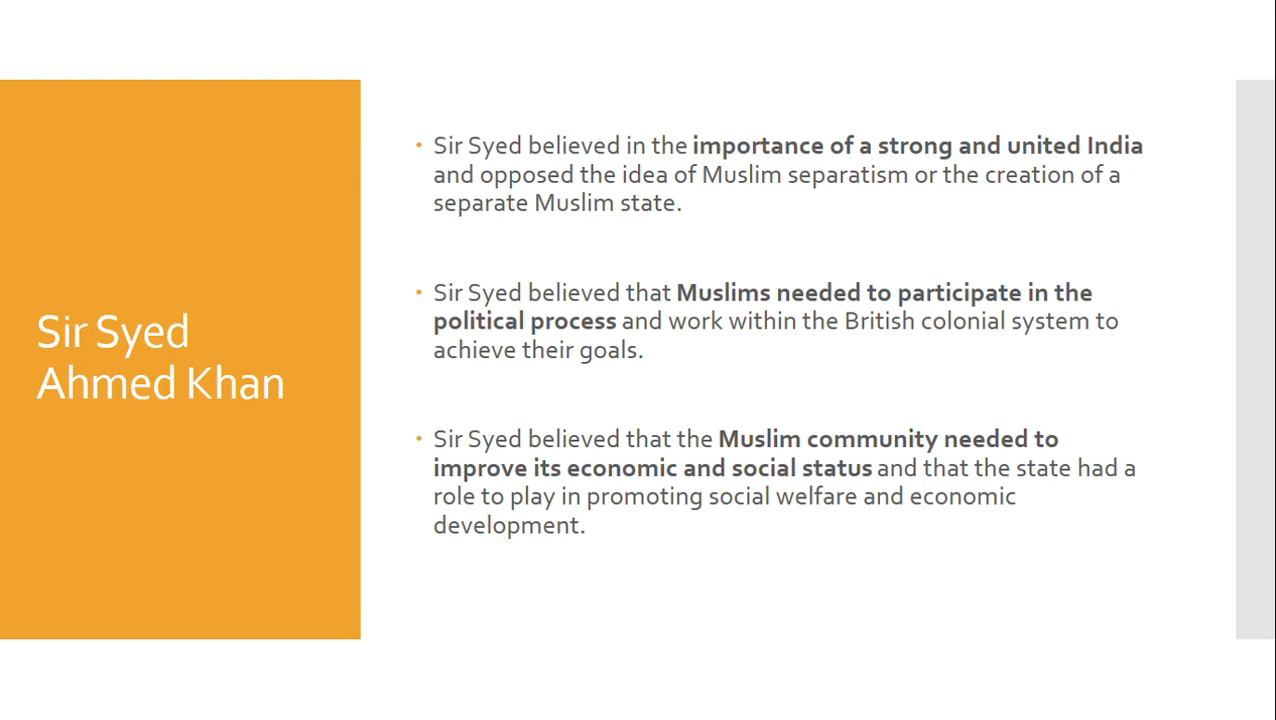 Sir Syed
Ahmed Khan
• Sir Syed believed in the importance of a strong and united India
and opposed the idea of Muslim separatism or the creation of a
separate Muslim state.
• Sir Syed believed that Muslims needed to participate in the
political process and work within the British colonial system to
achieve their goals.
• Sir Syed believed that the Muslim community needed to
improve its economic and social status and that the state had a
role to play in promoting social welfare and economic
development.